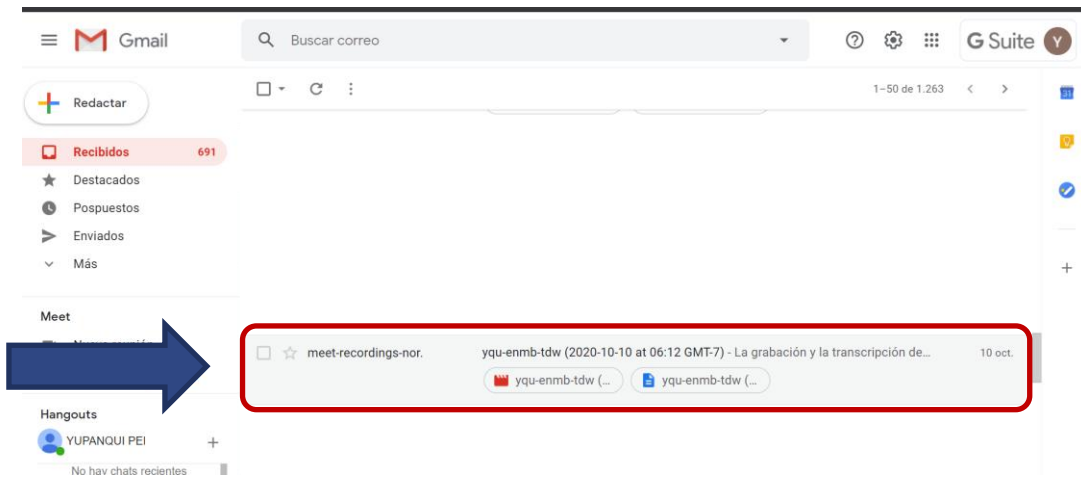 Gmail
Buscar correo
G Suite
Y
Redactar
1–50 de 1.263
31
Recibidos 691
Destacados
Pospuestos
Enviados
Más
Meet
meet-recordings-nor. yqu-enmb-tdw (2020-10-10 at 06:12 GMT-7) - La grabación y la transcripción de… 10 oct.
yqu-enmb-tdw (… yqu-enmb-tdw (…
Hangouts
YUPANQUI PEI
No hay chats recientes